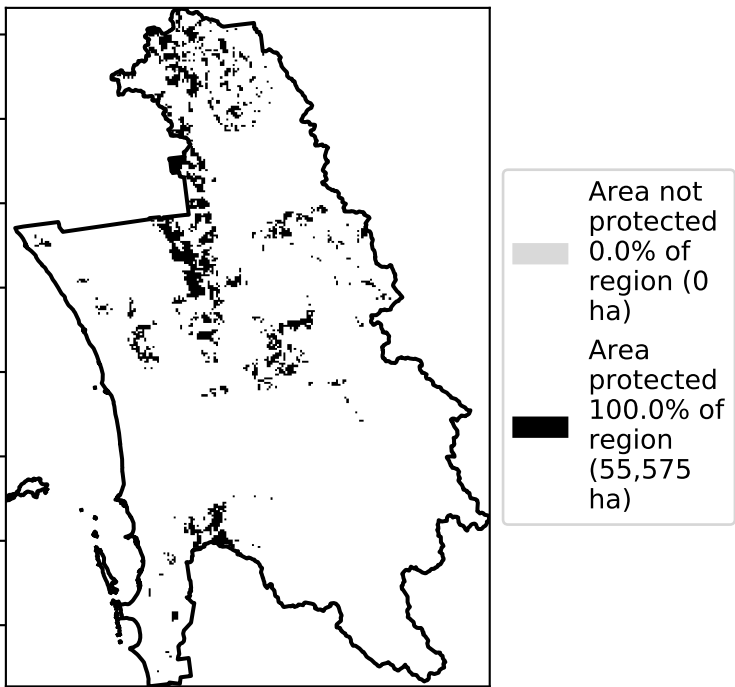 Area not
protected
0.0% of
region (0
ha)
Area
protected
100.0% of
region
(55,575
ha)